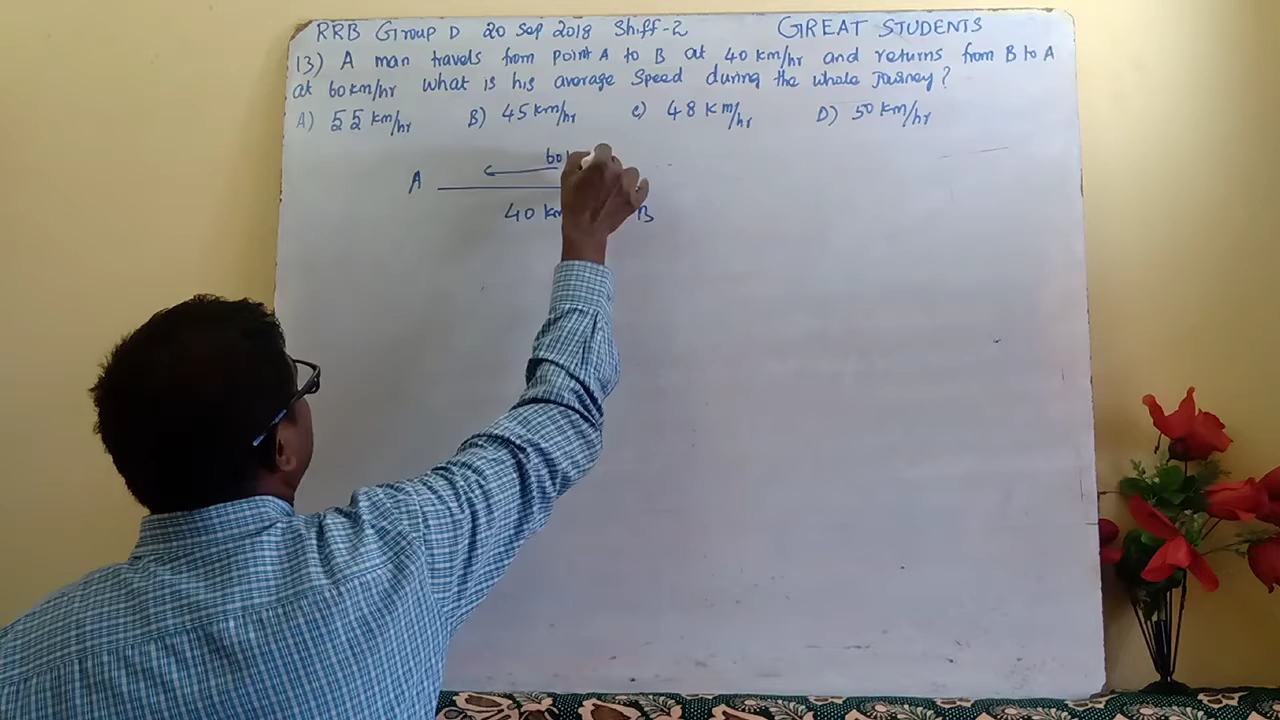 RRB Group D 20 Sep 2018 Shift-2 GREAT STUDENTS
13) A man travels from point A to B at 40 km/hr and returns from B to A
at 60 km/hr what is his average Speed during the whole journey?
A) 55 km/hr B) 45 km/hr C) 48 km/hr D) 50 km/hr
60
A
40 km B